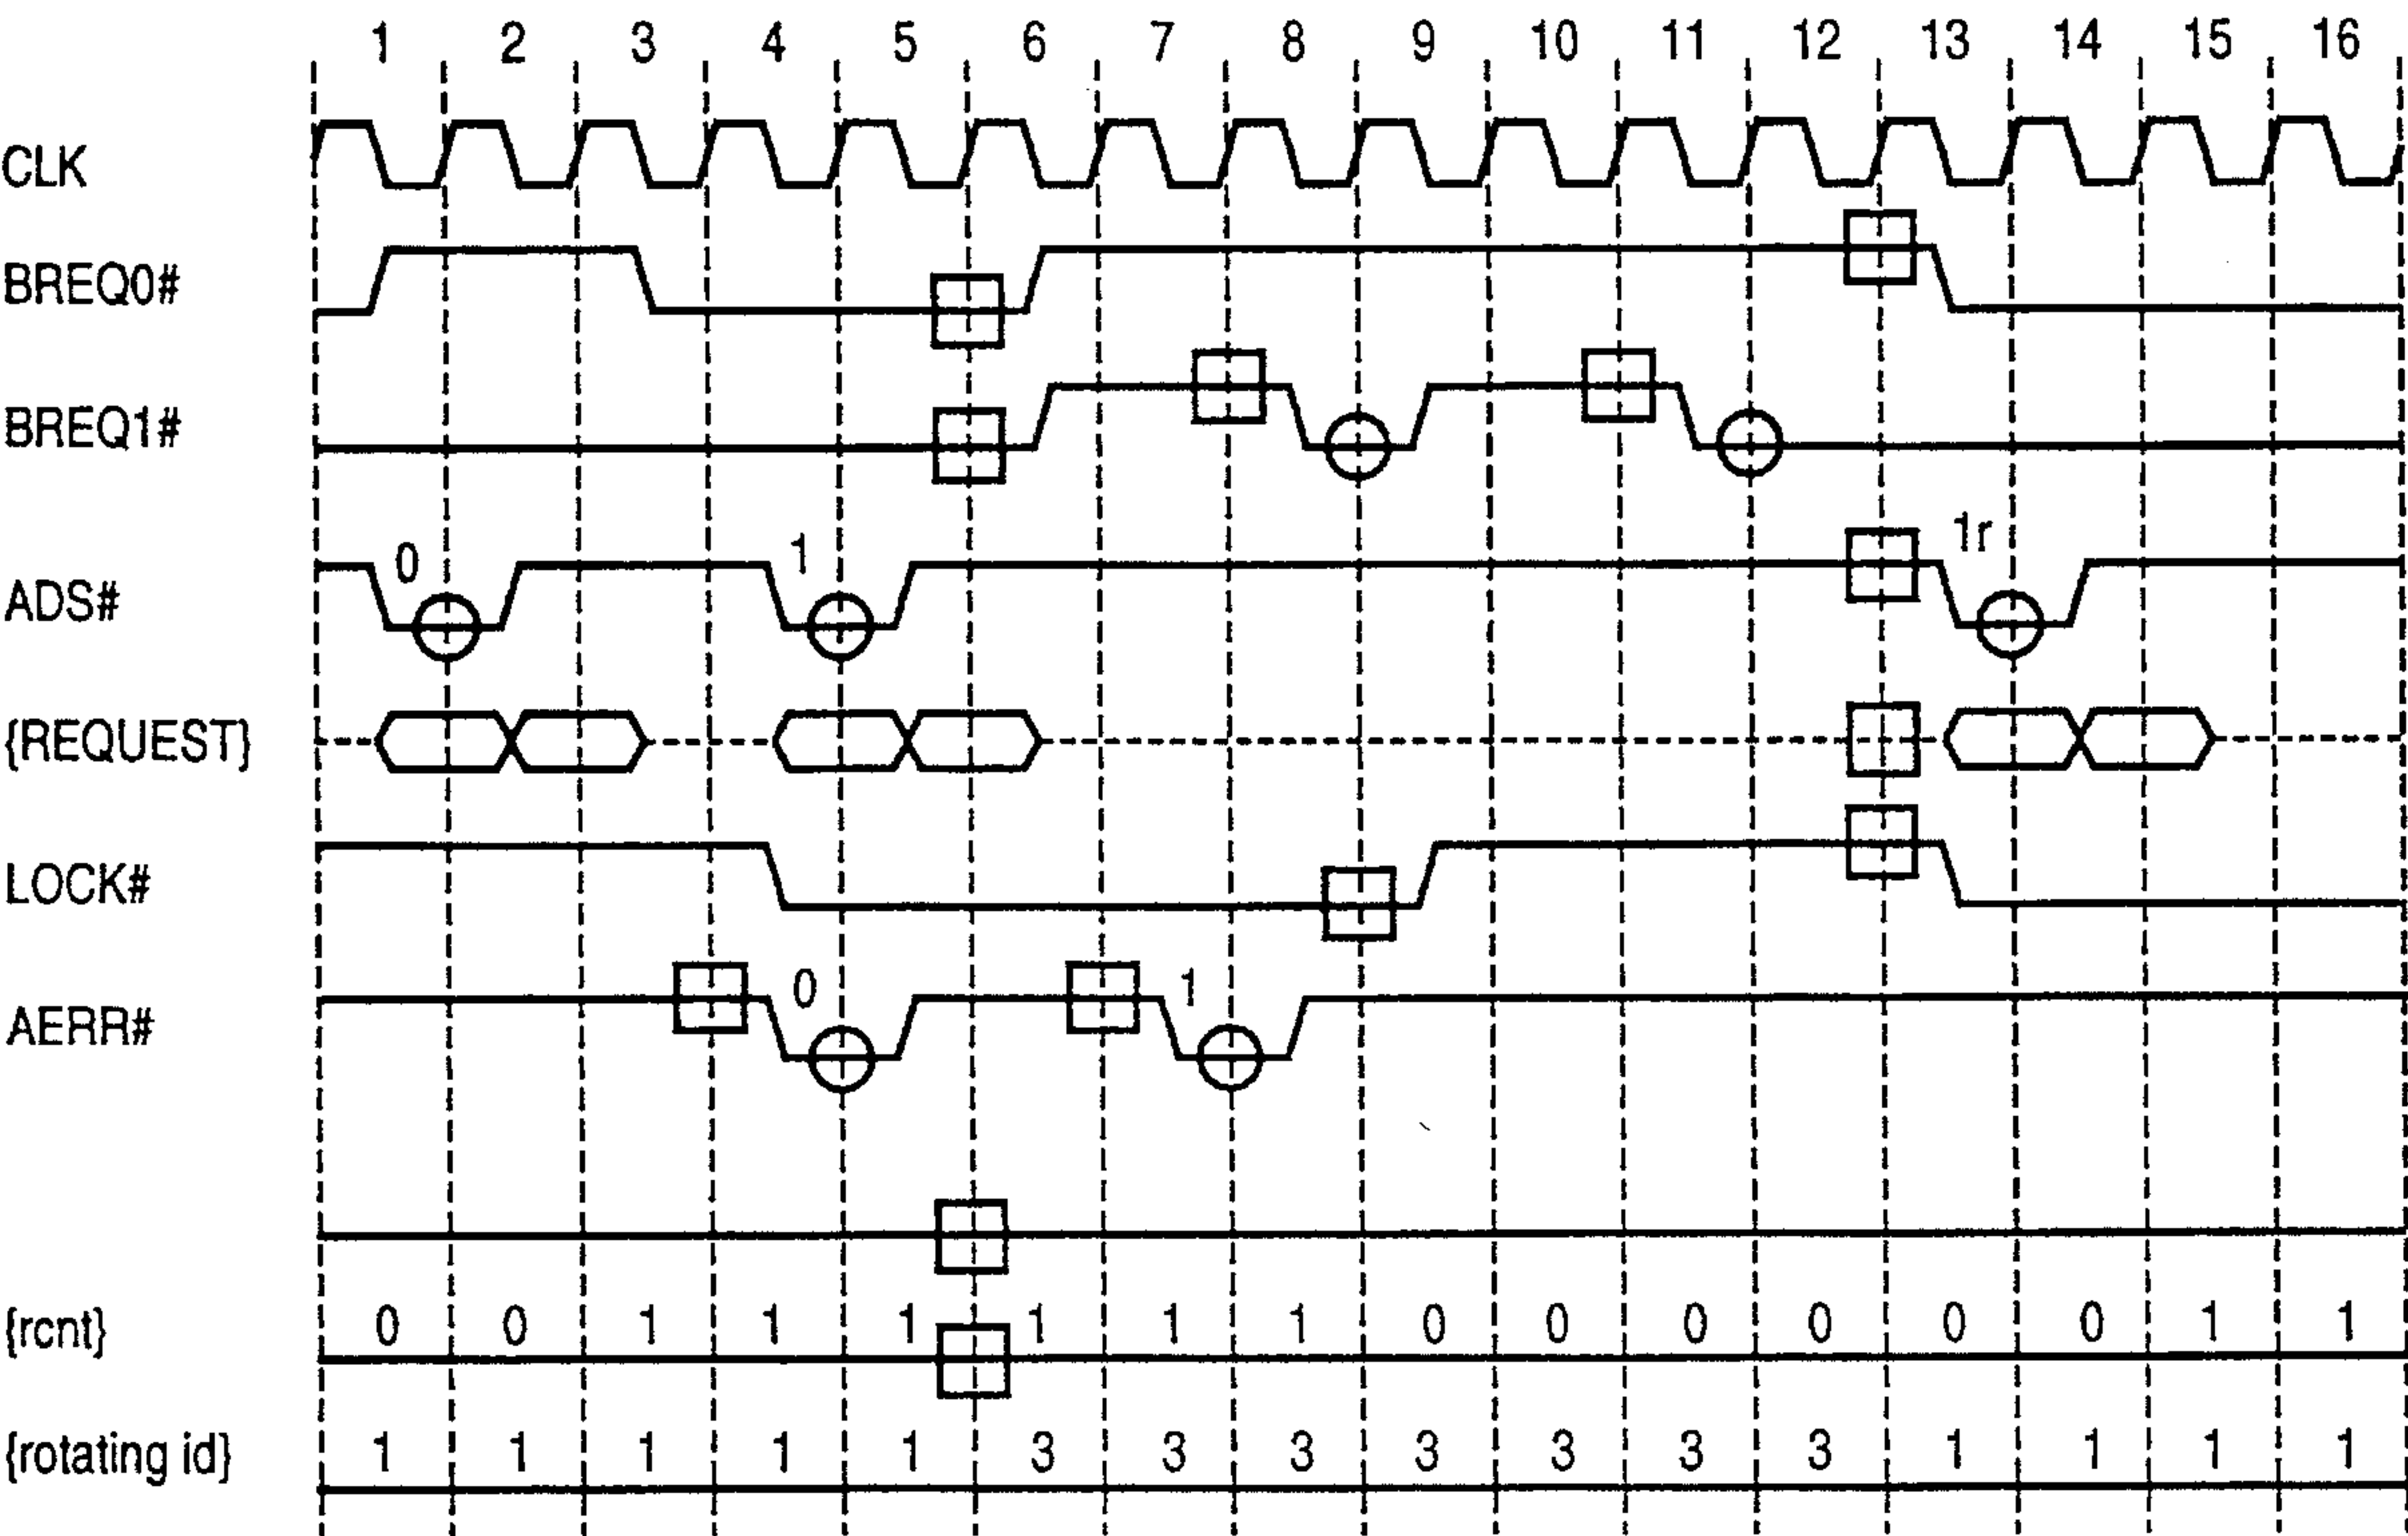 1 2 3 4 5 6 7 8 9 10 11 12 13 14 15 16
CLK
BREQ0#
BREQ1#
ADS# 0 1 1r
{REQUEST}
LOCK#
AERR# 0 1
{rcnt} 0 0 1 1 1 1 1 1 0 0 0 0 0 0 1 1
{rotating id} 1 1 1 1 1 3 3 3 3 3 3 3 1 1 1 1